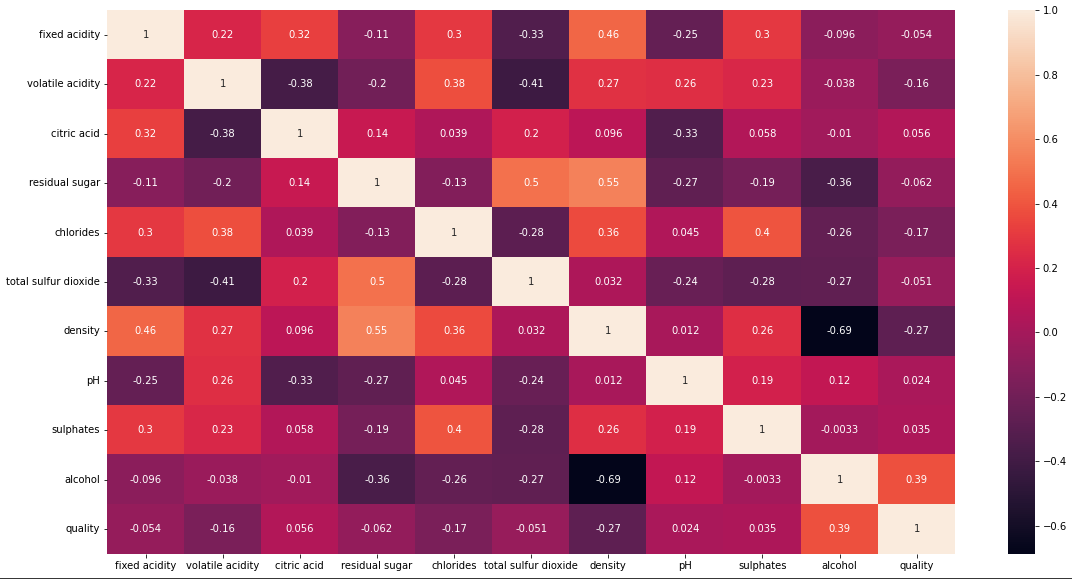 fixed acidity 1 0.22 0.32 -0.11 0.3 -0.33 0.46 -0.25 0.3 -0.096 -0.054
volatile acidity 0.22 1 -0.38 -0.2 0.38 -0.41 0.27 0.26 0.23 -0.038 -0.16
citric acid 0.32 -0.38 1 0.14 0.039 0.2 0.096 -0.33 0.058 -0.01 0.056
residual sugar -0.11 -0.2 0.14 1 -0.13 0.5 0.55 -0.27 -0.19 -0.36 -0.062
chlorides 0.3 0.38 0.039 -0.13 1 -0.28 0.36 0.045 0.4 -0.26 -0.17
total sulfur dioxide -0.33 -0.41 0.2 0.5 -0.28 1 0.032 -0.24 -0.28 -0.27 -0.051
density 0.46 0.27 0.096 0.55 0.36 0.032 1 0.012 0.26 -0.69 -0.27
pH -0.25 0.26 -0.33 -0.27 0.045 -0.24 0.012 1 0.19 0.12 0.024
sulphates 0.3 0.23 0.058 -0.19 0.4 -0.28 0.26 0.19 1 -0.0033 0.035
alcohol -0.096 -0.038 -0.01 -0.36 -0.26 -0.27 -0.69 0.12 -0.0033 1 0.39
quality -0.054 -0.16 0.056 -0.062 -0.17 -0.051 -0.27 0.024 0.035 0.39 1
fixed acidity volatile acidity citric acid residual sugar chlorides total sulfur dioxide density pH sulphates alcohol quality
1.0
0.8
0.6
0.4
0.2
0.0
−0.2
−0.4
−0.6